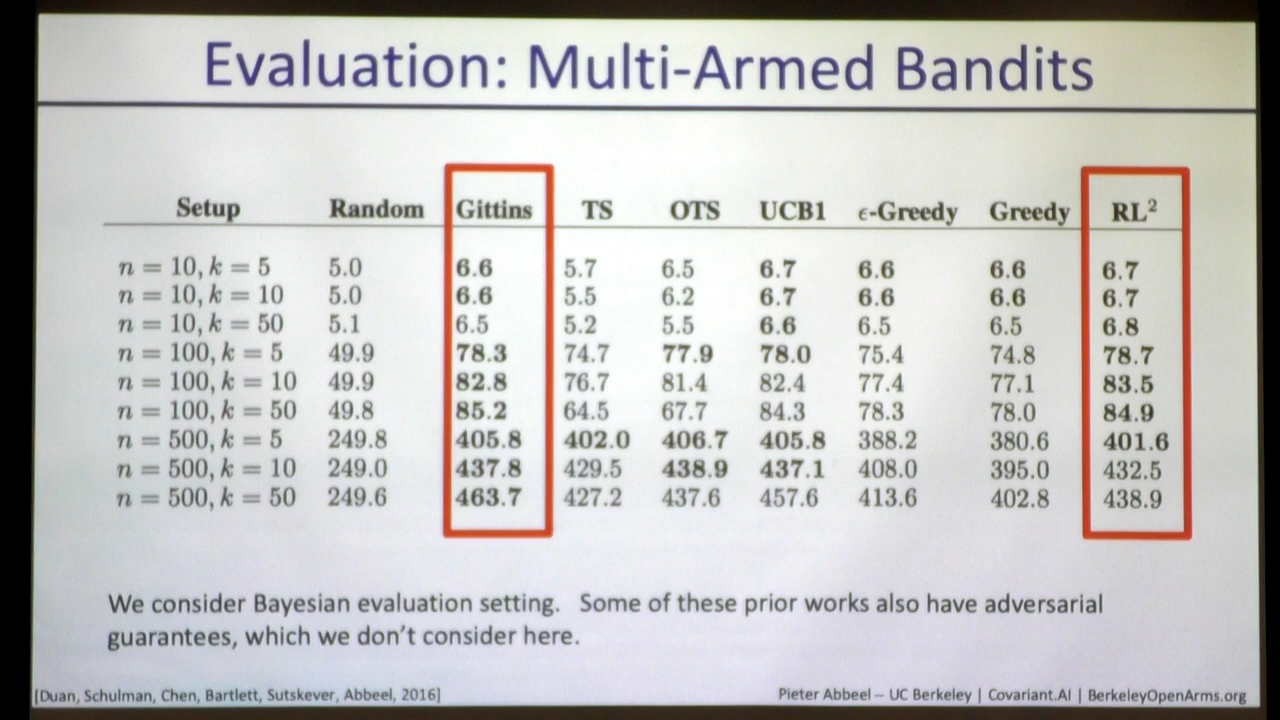 Evaluation: Multi-Armed Bandits
Setup Random Gittins TS OTS UCB1 ϵ-Greedy Greedy RL²
n = 10, k = 5 5.0 6.6 5.7 6.5 6.7 6.6 6.6 6.7
n = 10, k = 10 5.0 6.6 5.5 6.2 6.7 6.6 6.6 6.7
n = 10, k = 50 5.1 6.5 5.2 5.5 6.6 6.5 6.5 6.8
n = 100, k = 5 49.9 78.3 74.7 77.9 78.0 75.4 74.8 78.7
n = 100, k = 10 49.9 82.8 76.7 81.4 82.4 77.4 77.1 83.5
n = 100, k = 50 49.8 85.2 64.5 67.7 84.3 78.3 78.0 84.9
n = 500, k = 5 249.8 405.8 402.0 406.7 405.8 388.2 380.6 401.6
n = 500, k = 10 249.0 437.8 429.5 438.9 437.1 408.0 395.0 432.5
n = 500, k = 50 249.6 463.7 427.2 437.6 457.6 413.6 402.8 438.9
We consider Bayesian evaluation setting. Some of these prior works also have adversarial
guarantees, which we don't consider here.
[Duan, Schulman, Chen, Bartlett, Sutskever, Abbeel, 2016]
Pieter Abbeel – UC Berkeley | Covariant.AI | BerkeleyOpenArms.org